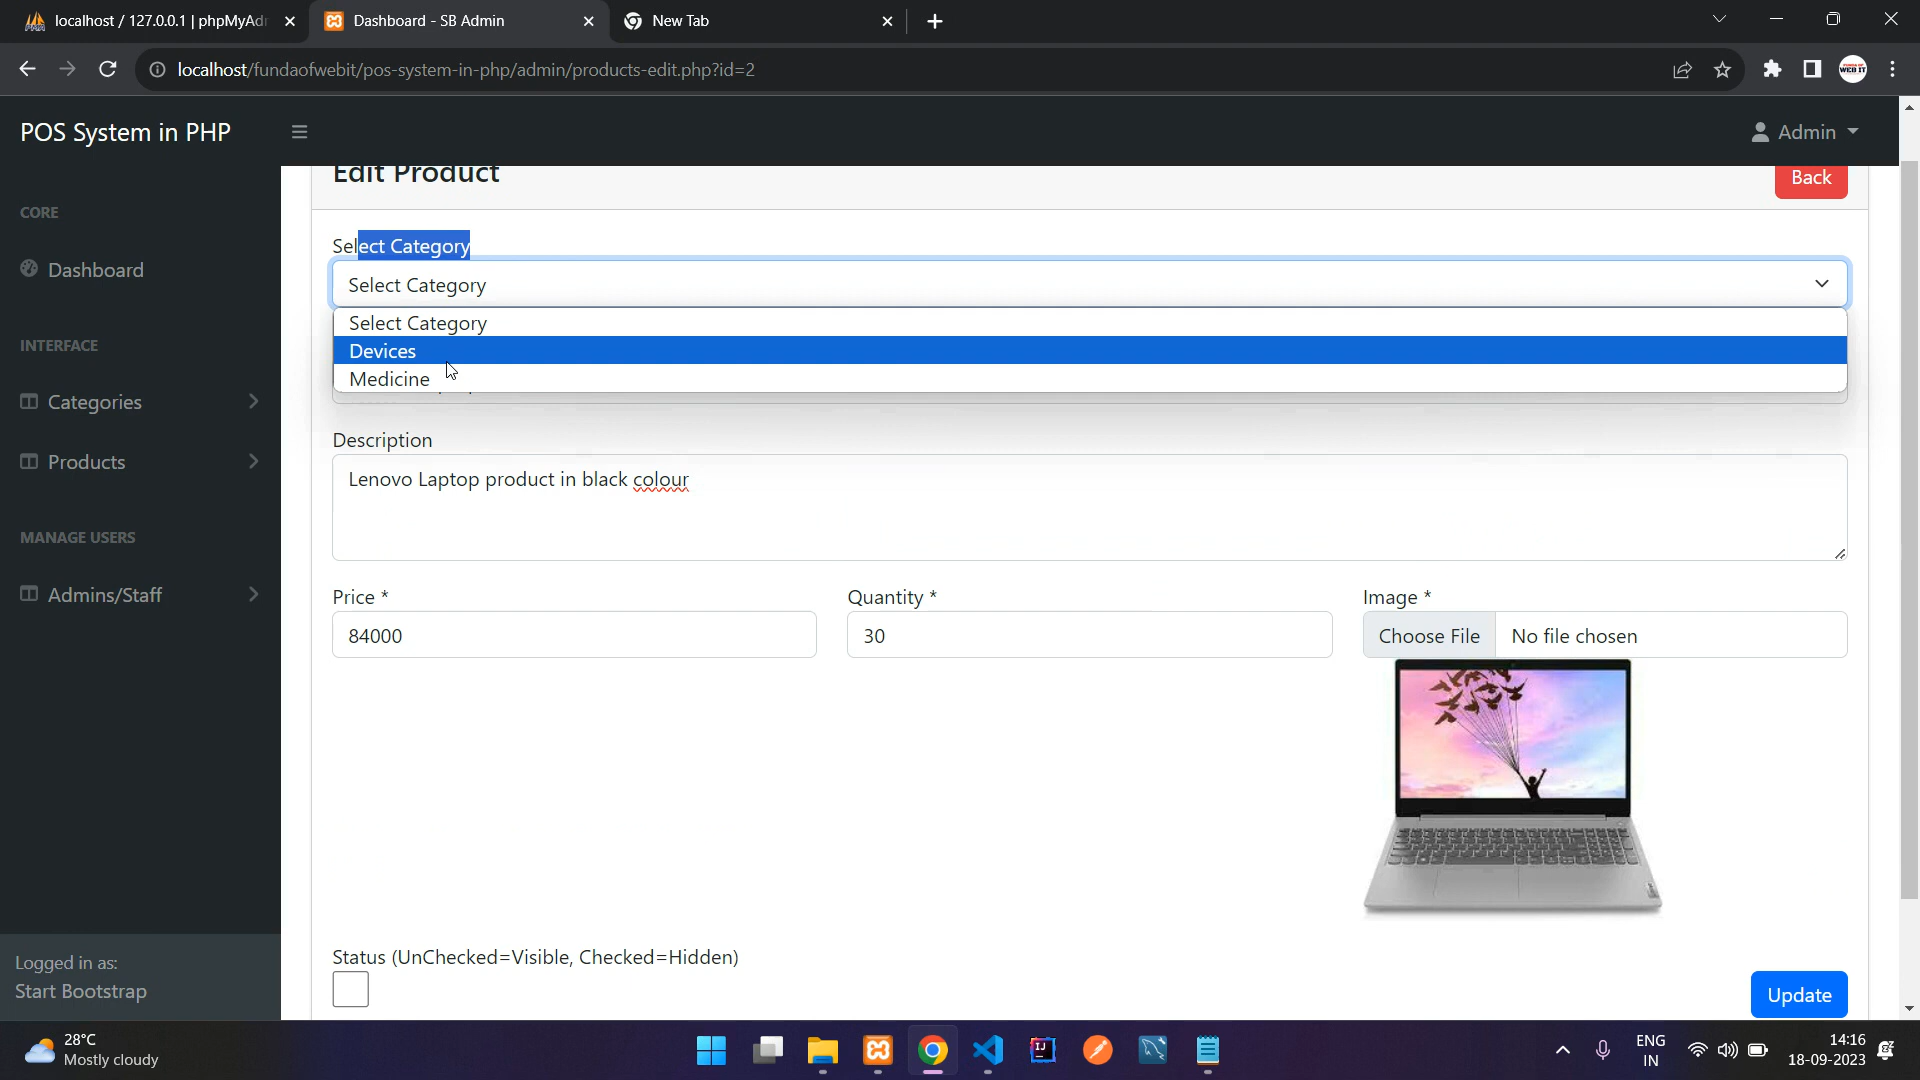 localhost / 127.0.0.1 | phpMyAdr
Dashboard - SB Admin
New Tab
localhost/fundaofwebit/pos-system-in-php/admin/products-edit.php?id=2
WEB IT
POS System in PHP
Admin
CORE
Dashboard
INTERFACE
Categories
Products
MANAGE USERS
Admins/Staff
Logged in as:
Start Bootstrap
Edit Product
Back
Select Category
Select Category
Select Category
Devices
Medicine
Description
Lenovo Laptop product in black colour
Price *
84000
Quantity *
30
Image *
Choose File
No file chosen
Status (UnChecked=Visible, Checked=Hidden)
Update
28°C
Mostly cloudy
ENG
IN
14:16
18-09-2023